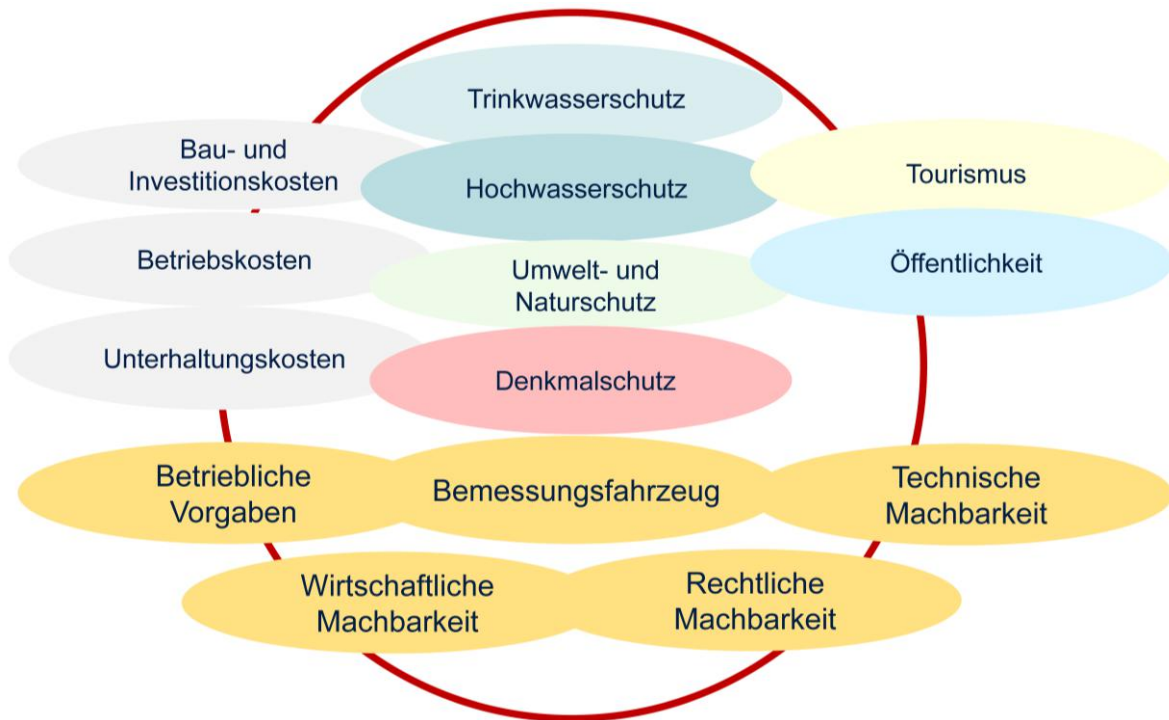 Trinkwasserschutz
Bau- und
Investitionskosten
Hochwasserschutz
Tourismus
Betriebskosten
Umwelt- und
Naturschutz
Öffentlichkeit
Unterhaltungskosten
Denkmalschutz
Betriebliche
Vorgaben
Bemessungsfahrzeug
Technische
Machbarkeit
Wirtschaftliche
Machbarkeit
Rechtliche
Machbarkeit